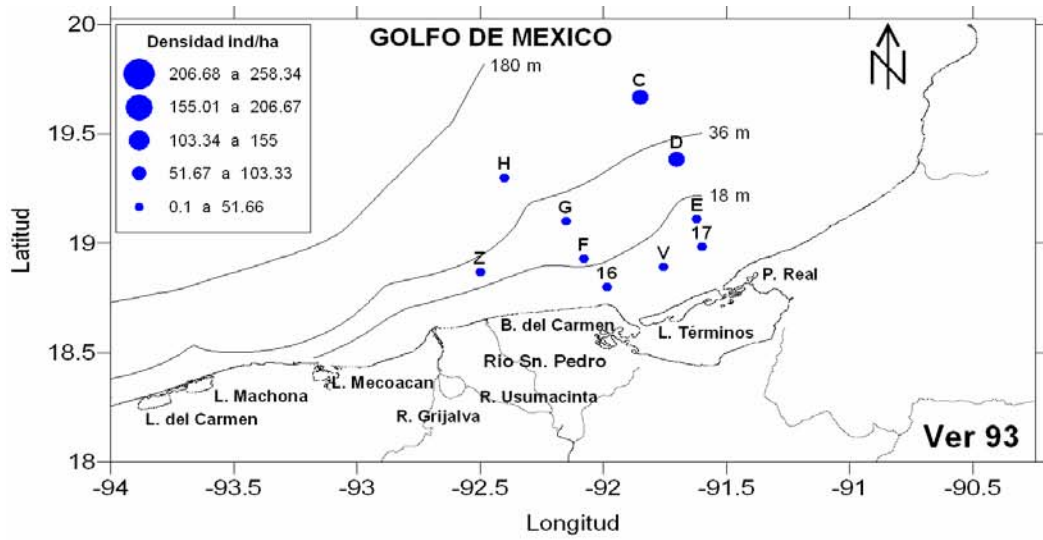 GOLFO DE MEXICO
Densidad ind/ha
206.68 a 258.34
155.01 a 206.67
103.34 a 155
51.67 a 103.33
0.1 a 51.66
180 m
36 m
18 m
N
C
D
H
G
E
17
F
V
Z
16
P. Real
B. del Carmen
L. Términos
Río Sn. Pedro
L. Mecoacan
L. Machona
R. Usumacinta
L. del Carmen
R. Grijalva
Ver 93
Latitud
20
19.5
19
18.5
18
-94
-93.5
-93
-92.5
-92
-91.5
-91
-90.5
Longitud